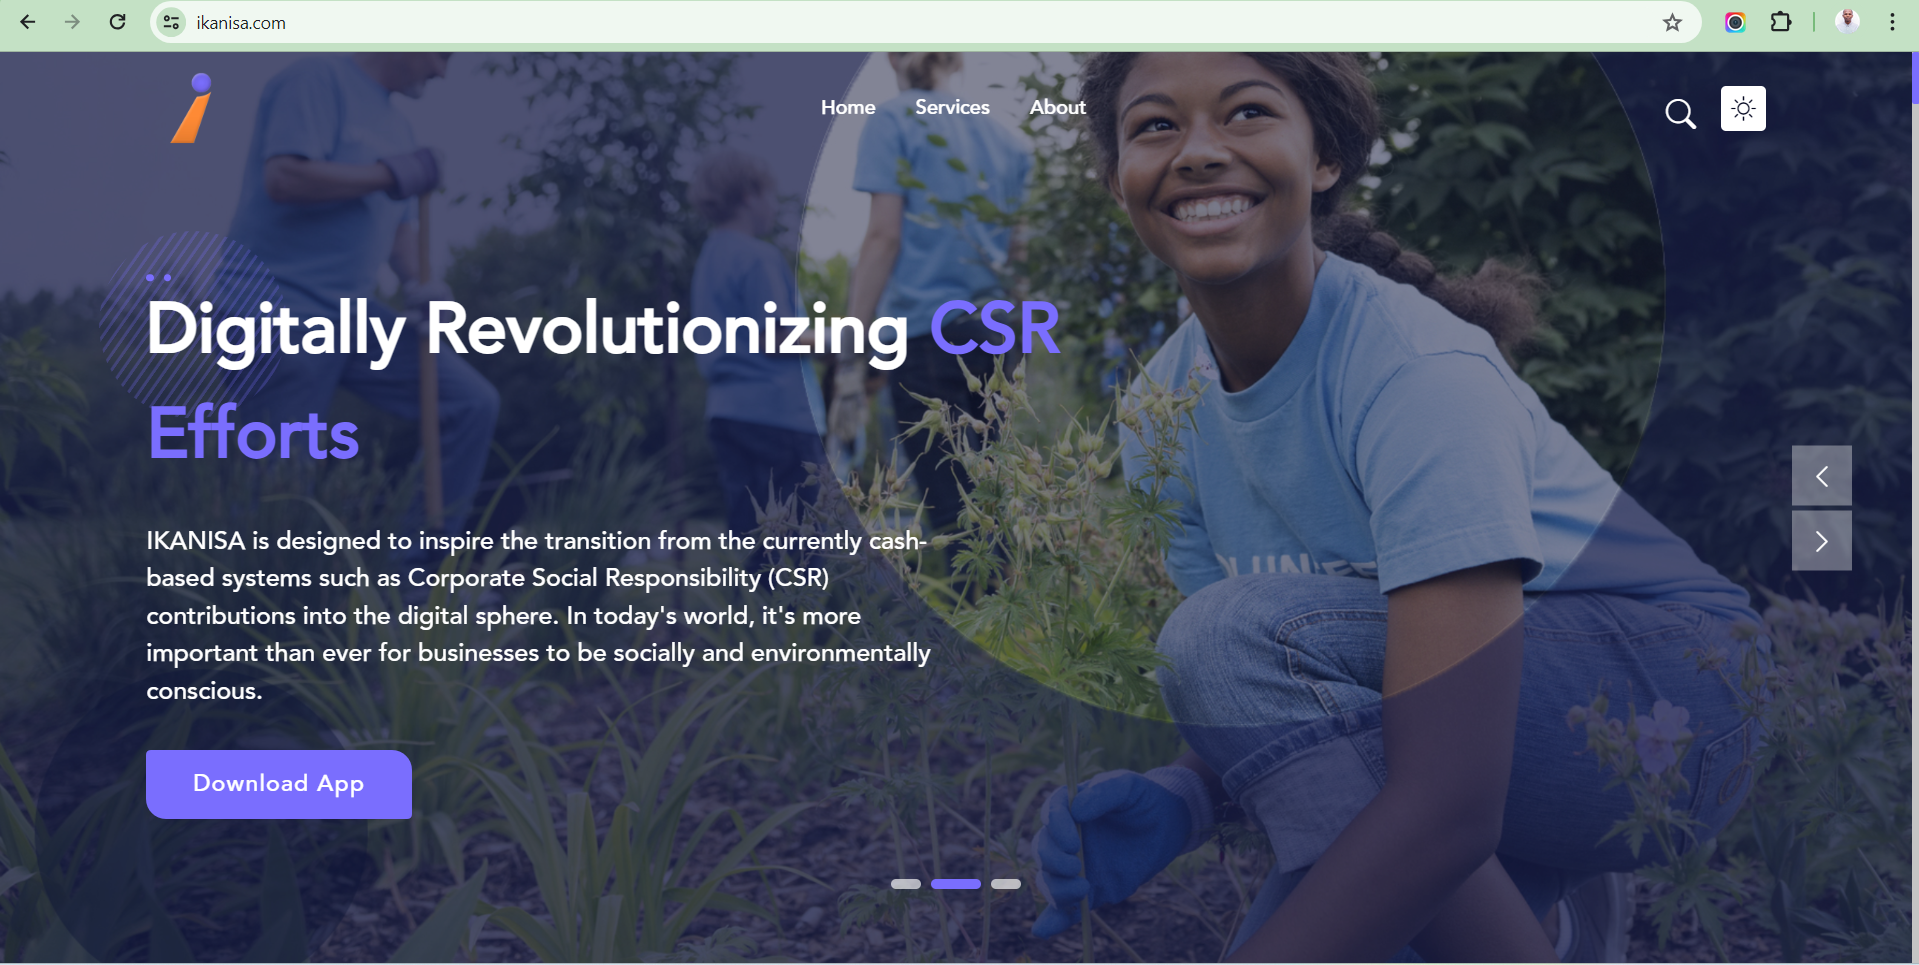 ikanisa.com
Home Services About
Digitally Revolutionizing CSR
Efforts
IKANISA is designed to inspire the transition from the currently cash-
based systems such as Corporate Social Responsibility (CSR)
contributions into the digital sphere. In today's world, it's more
important than ever for businesses to be socially and environmentally
conscious.
Download App